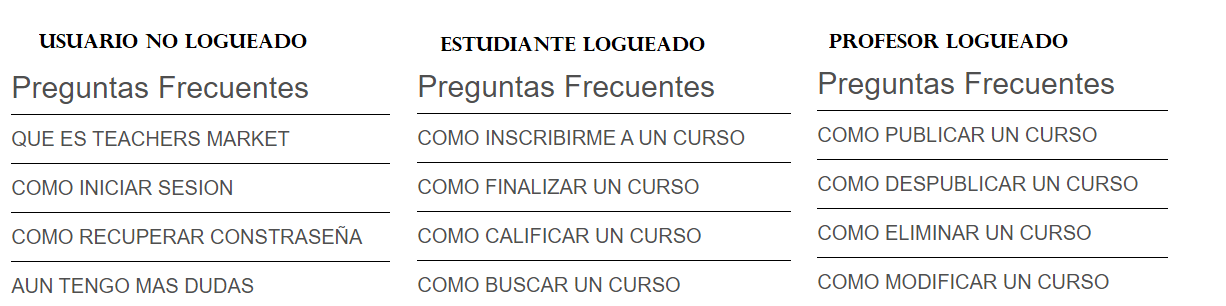 USUARIO NO LOGUEADO
Preguntas Frecuentes
QUE ES TEACHERS MARKET
COMO INICIAR SESION
COMO RECUPERAR CONSTRASEÑA
AUN TENGO MAS DUDAS
ESTUDIANTE LOGUEADO
Preguntas Frecuentes
COMO INSCRIBIRME A UN CURSO
COMO FINALIZAR UN CURSO
COMO CALIFICAR UN CURSO
COMO BUSCAR UN CURSO
PROFESOR LOGUEADO
Preguntas Frecuentes
COMO PUBLICAR UN CURSO
COMO DESPUBLICAR UN CURSO
COMO ELIMINAR UN CURSO
COMO MODIFICAR UN CURSO